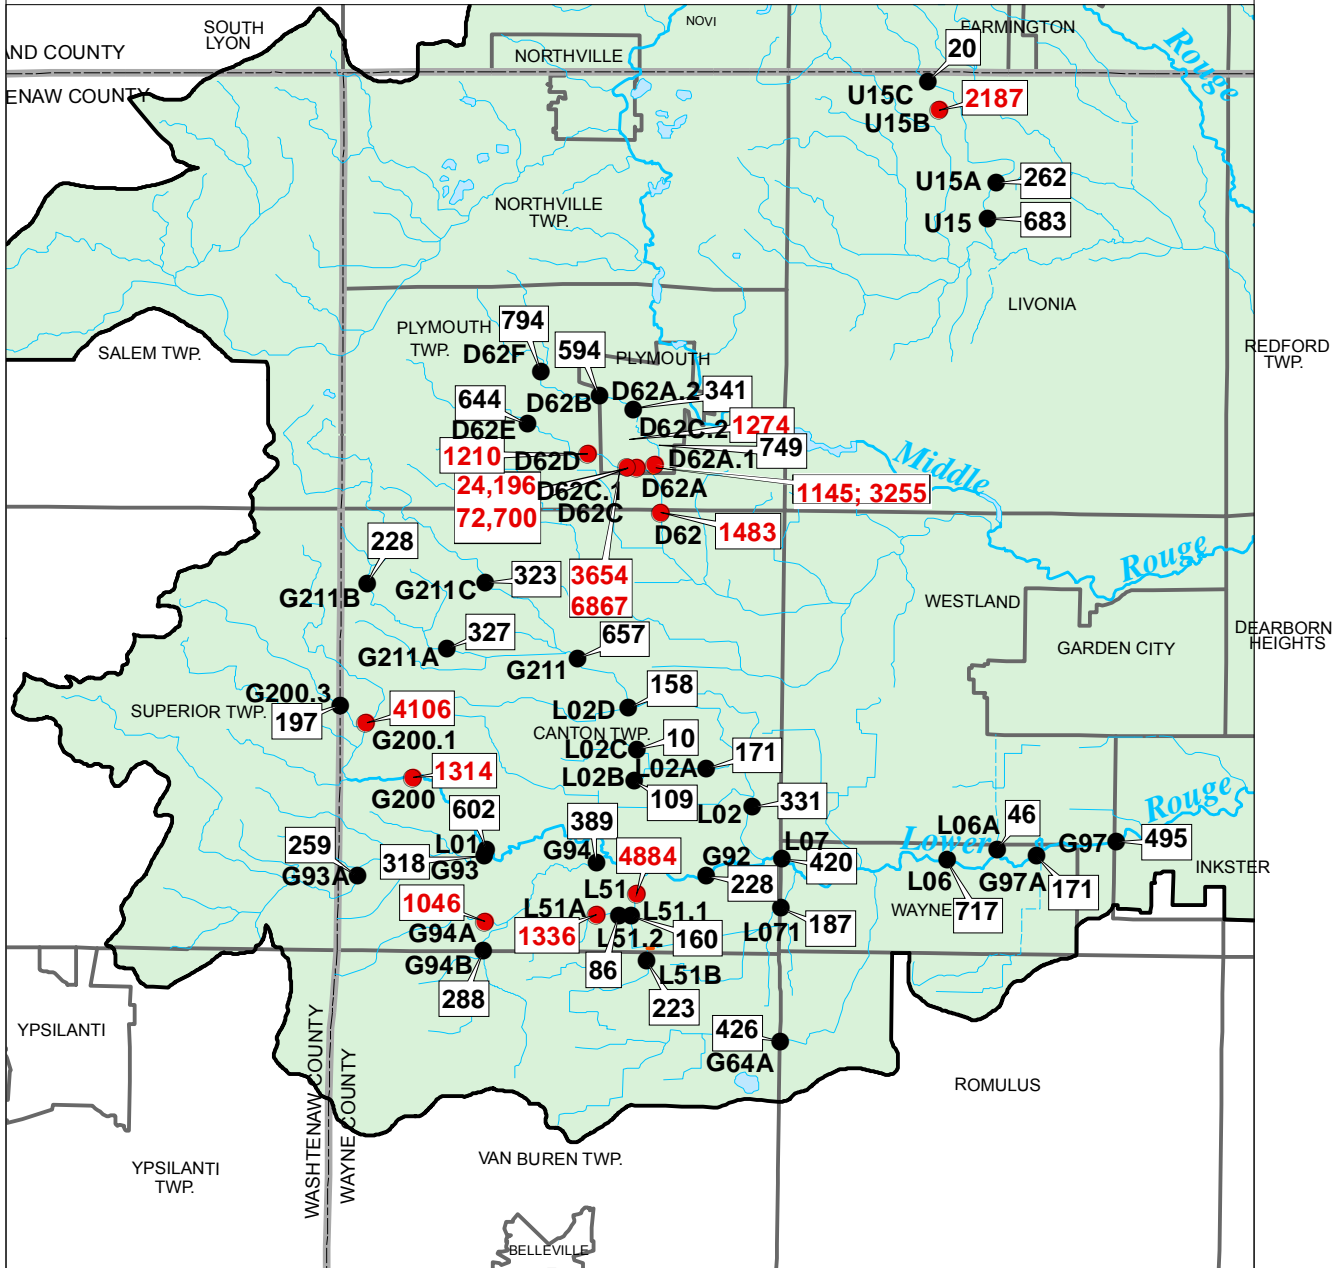 SOUTH
LYON
NOVI
FARMINGTON
AND COUNTY
NORTHVILLE
20
Rouge
ENAW COUNTY
U15C
2187
U15B
U15A
262
NORTHVILLE
TWP.
U15
683
LIVONIA
794
PLYMOUTH
TWP.
SALEM TWP.
594
PLYMOUTH
REDFORD
TWP.
D62F
644
D62B
D62A.2
341
D62E
D62C.2
1274
749
1210
D62D
D62A.1
Middle
24,196
72,700
D62C.1
D62A
1145; 3255
D62C
D62
1483
228
Rouge
G211B
G211C
323
3654
6867
WESTLAND
DEARBORN
HEIGHTS
327
657
GARDEN CITY
G211A
G211
G200.3
158
SUPERIOR TWP.
197
4106
L02D
G200.1
CANTON TWP.
L02C
10
171
1314
L02B
L02A
G200
109
L02
331
Rouge
602
389
46
259
L01
L07
Lower
L06A
G97
495
318
G93
G94
4884
G92
420
G93A
L51
228
L06
G97A
INKSTER
1046
L51A
L51.1
WAYNE
717
171
G94A
1336
L51.2
160
L071
187
G94B
86
L51B
288
223
YPSILANTI
426
G64A
ROMULUS
WASHTENAW COUNTY
WAYNE COUNTY
VAN BUREN TWP.
YPSILANTI
TWP.
BELLEVILLE